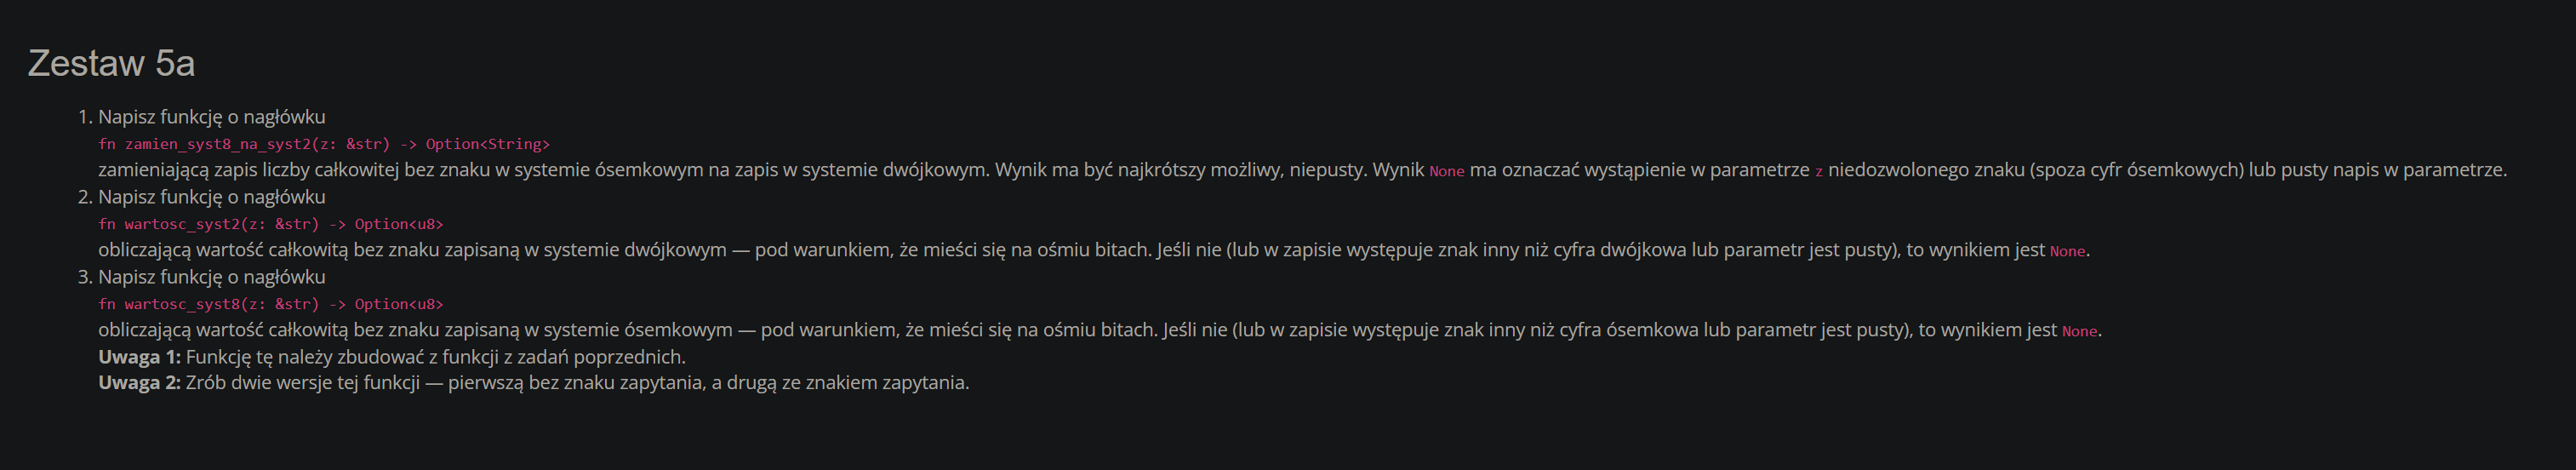 Zestaw 5a
1. Napisz funkcję o nagłówku
fn zamien_syst8_na_syst2(z: &str) -> Option<String>
zamieniającą zapis liczby całkowitej bez znaku w systemie ósemkowym na zapis w systemie dwójkowym. Wynik ma być najkrótszy możliwy, niepusty. Wynik None ma oznaczać wystąpienie w parametrze z niedozwolonego znaku (spoza cyfr ósemkowych) lub pusty napis w parametrze.
2. Napisz funkcję o nagłówku
fn wartosc_syst2(z: &str) -> Option<u8>
obliczającą wartość całkowitą bez znaku zapisaną w systemie dwójkowym — pod warunkiem, że mieści się na ośmiu bitach. Jeśli nie (lub w zapisie występuje znak inny niż cyfra dwójkowa lub parametr jest pusty), to wynikiem jest None.
3. Napisz funkcję o nagłówku
fn wartosc_syst8(z: &str) -> Option<u8>
obliczającą wartość całkowitą bez znaku zapisaną w systemie ósemkowym — pod warunkiem, że mieści się na ośmiu bitach. Jeśli nie (lub w zapisie występuje znak inny niż cyfra ósemkowa lub parametr jest pusty), to wynikiem jest None.
Uwaga 1: Funkcję tę należy zbudować z funkcji z zadań poprzednich.
Uwaga 2: Zrób dwie wersje tej funkcji — pierwszą bez znaku zapytania, a drugą ze znakiem zapytania.